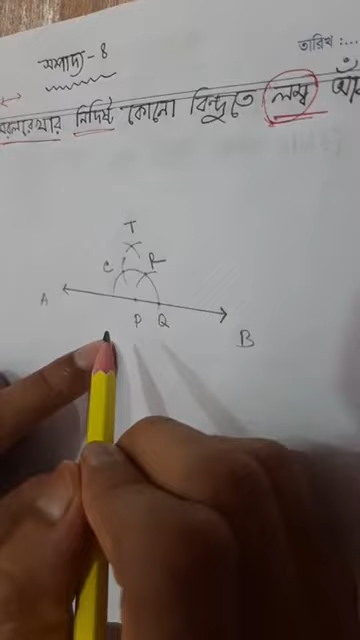 সম্পাদ্য - 8
তারিখ :...
সরলরেখার নির্দিষ্ট কোনো বিন্দুতে লম্ব
T
C R
A
P Q
B